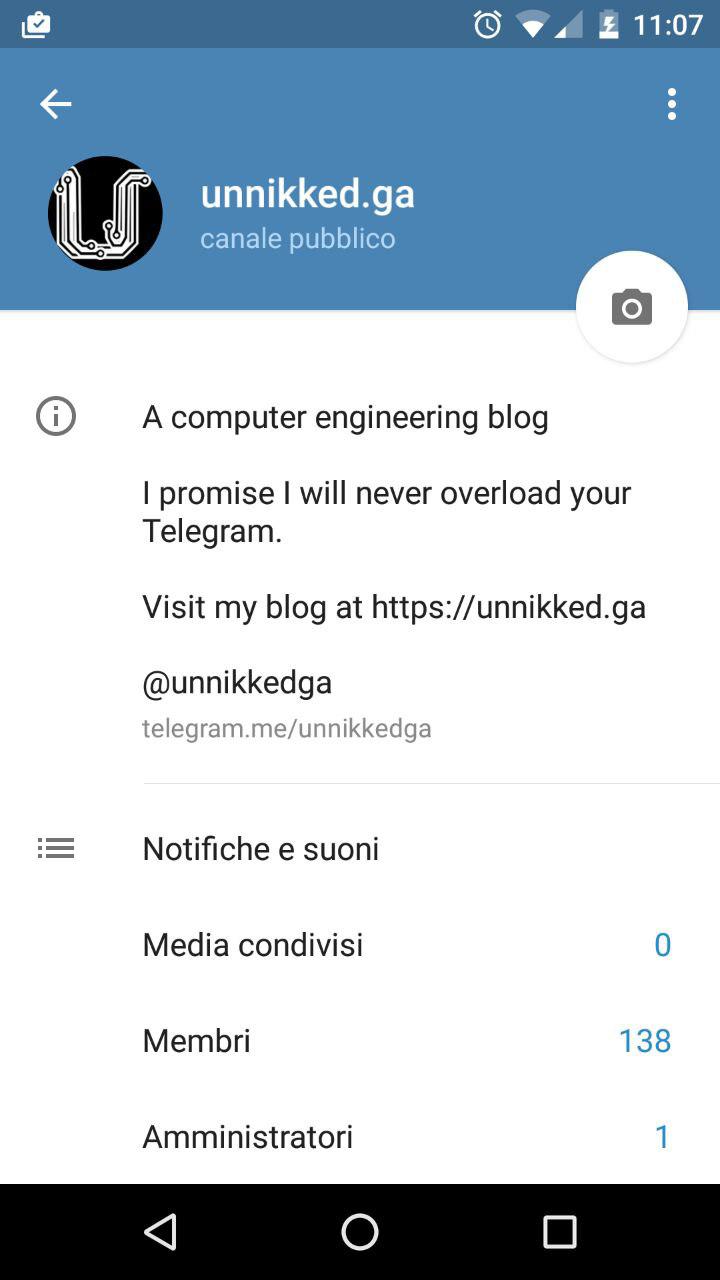 11:07
unnikked.ga
canale pubblico
A computer engineering blog
I promise I will never overload your
Telegram.
Visit my blog at https://unnikked.ga
@unnikkedga
telegram.me/unnikkedga
Notifiche e suoni
Media condivisi 0
Membri 138
Amministratori 1